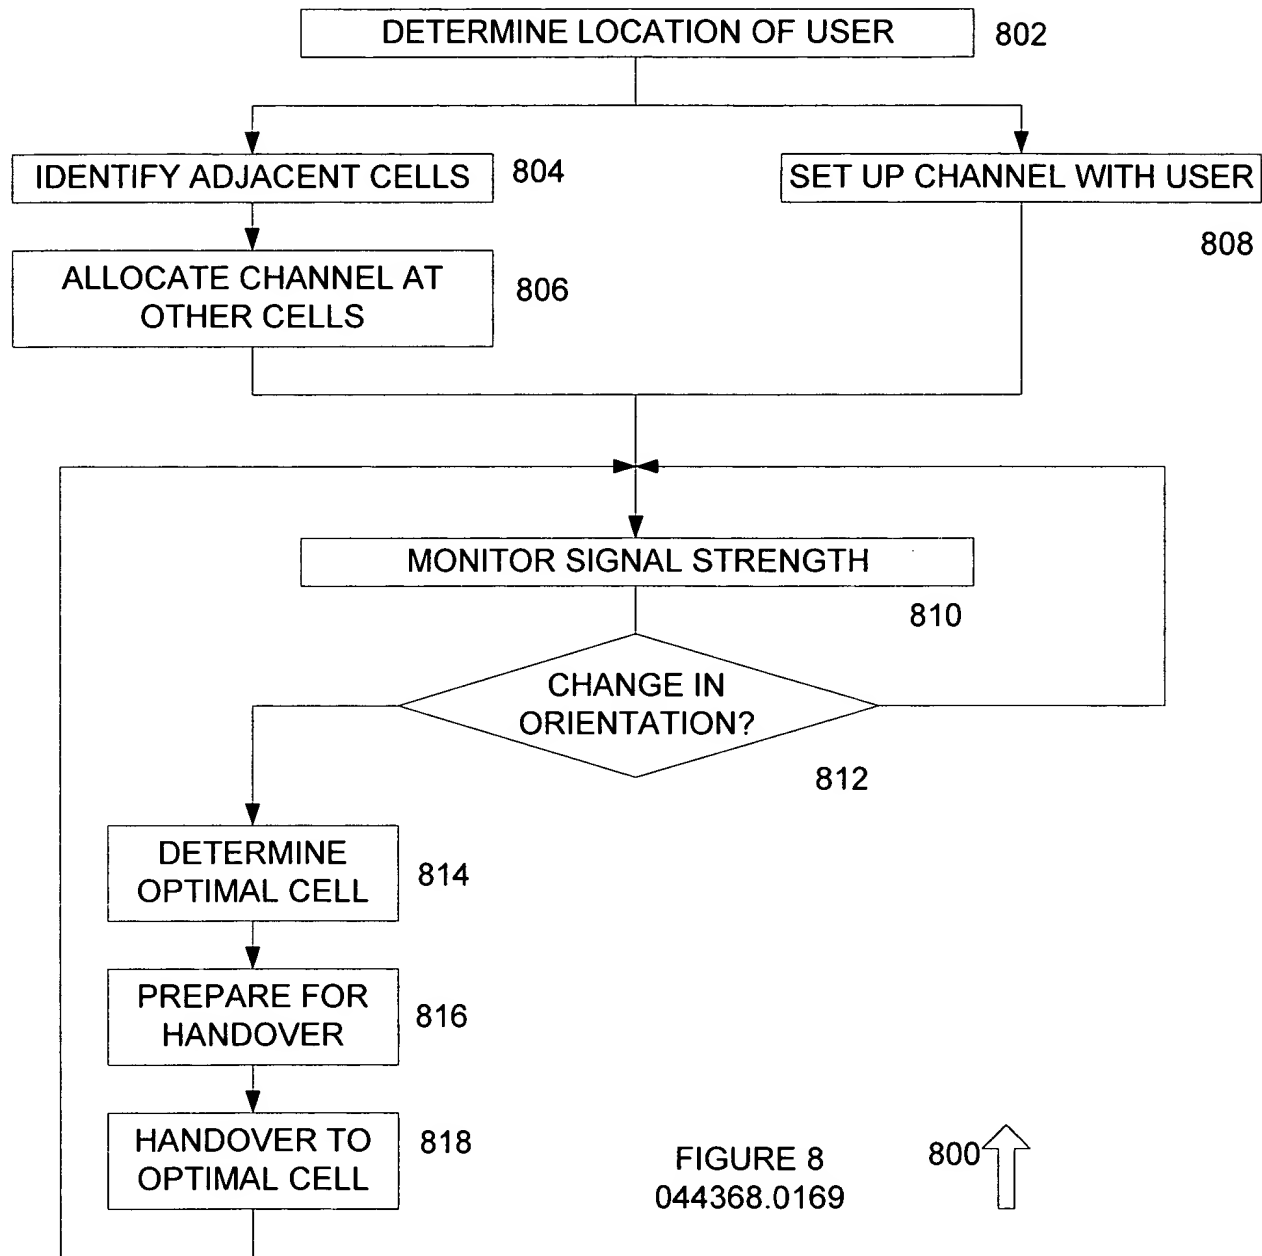 DETERMINE LOCATION OF USER
802
IDENTIFY ADJACENT CELLS
804
SET UP CHANNEL WITH USER
808
ALLOCATE CHANNEL AT
OTHER CELLS
806
MONITOR SIGNAL STRENGTH
810
CHANGE IN
ORIENTATION?
812
DETERMINE
OPTIMAL CELL
814
PREPARE FOR
HANDOVER
816
HANDOVER TO
OPTIMAL CELL
818
FIGURE 8
044368.0169
800